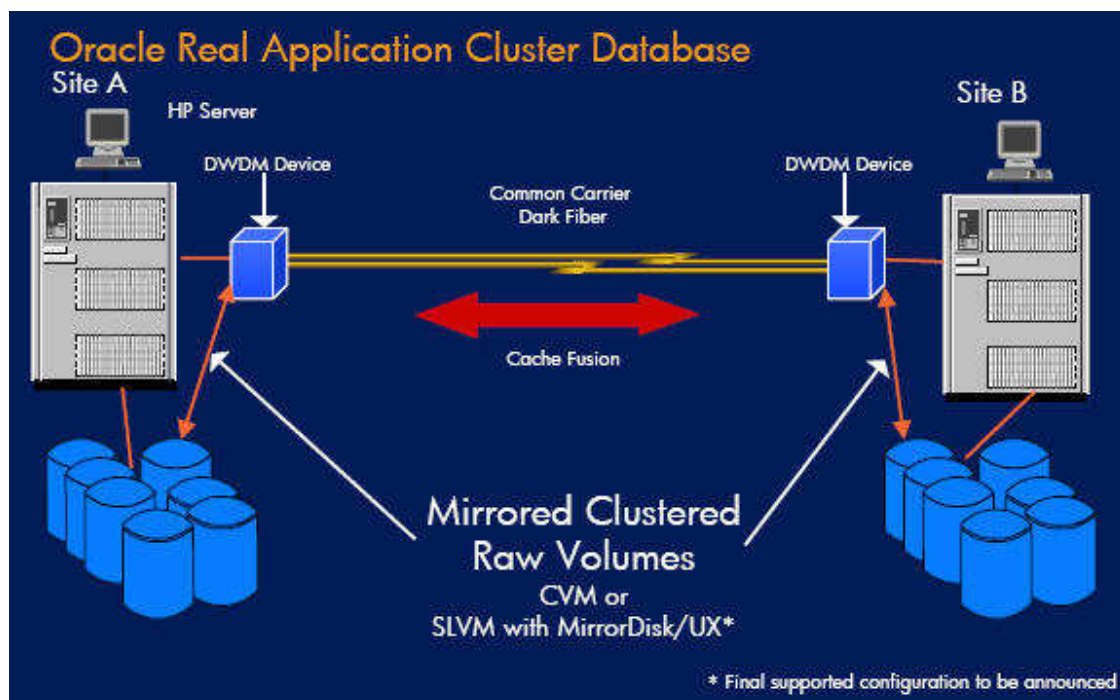 Oracle Real Application Cluster Database
Site A
HP Server
Site B
DWDM Device
DWDM Device
Common Carrier
Dark Fiber
Cache Fusion
Mirrored Clustered
Raw Volumes
CVM or
SLVM with MirrorDisk/UX*
* Final supported configuration to be announced